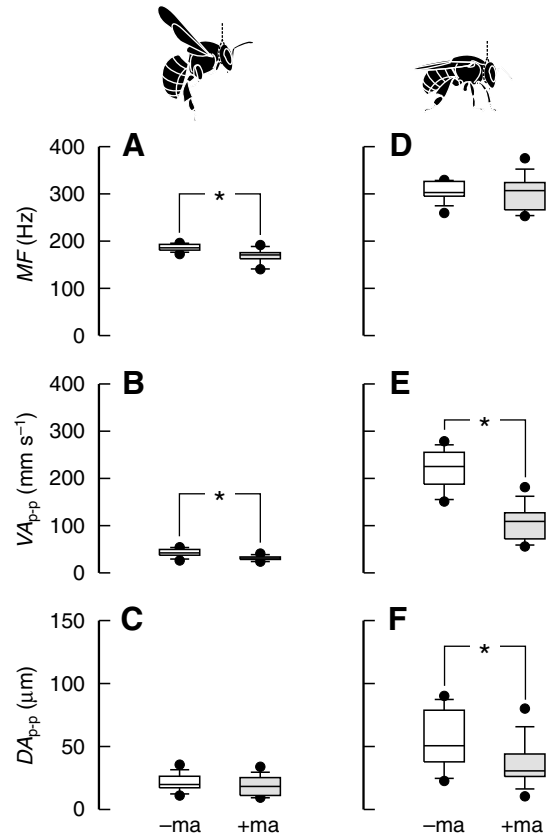 A
D
400
300
200
100
0
MF (Hz)
*
B
E
400
300
200
100
0
VAp-p (mm s⁻¹)
*
*
C
F
150
100
50
0
DAp-p (μm)
*
–ma
+ma
–ma
+ma